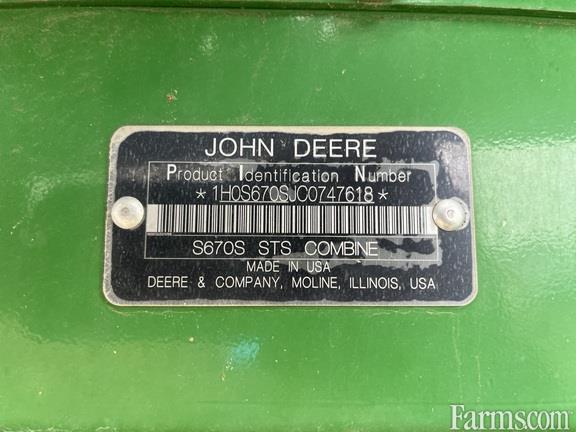 JOHN DEERE
Product Identification Number
*1H0S670SJC0747618*
S670S STS COMBINE
MADE IN USA
DEERE & COMPANY, MOLINE, ILLINOIS, USA
Farms.com